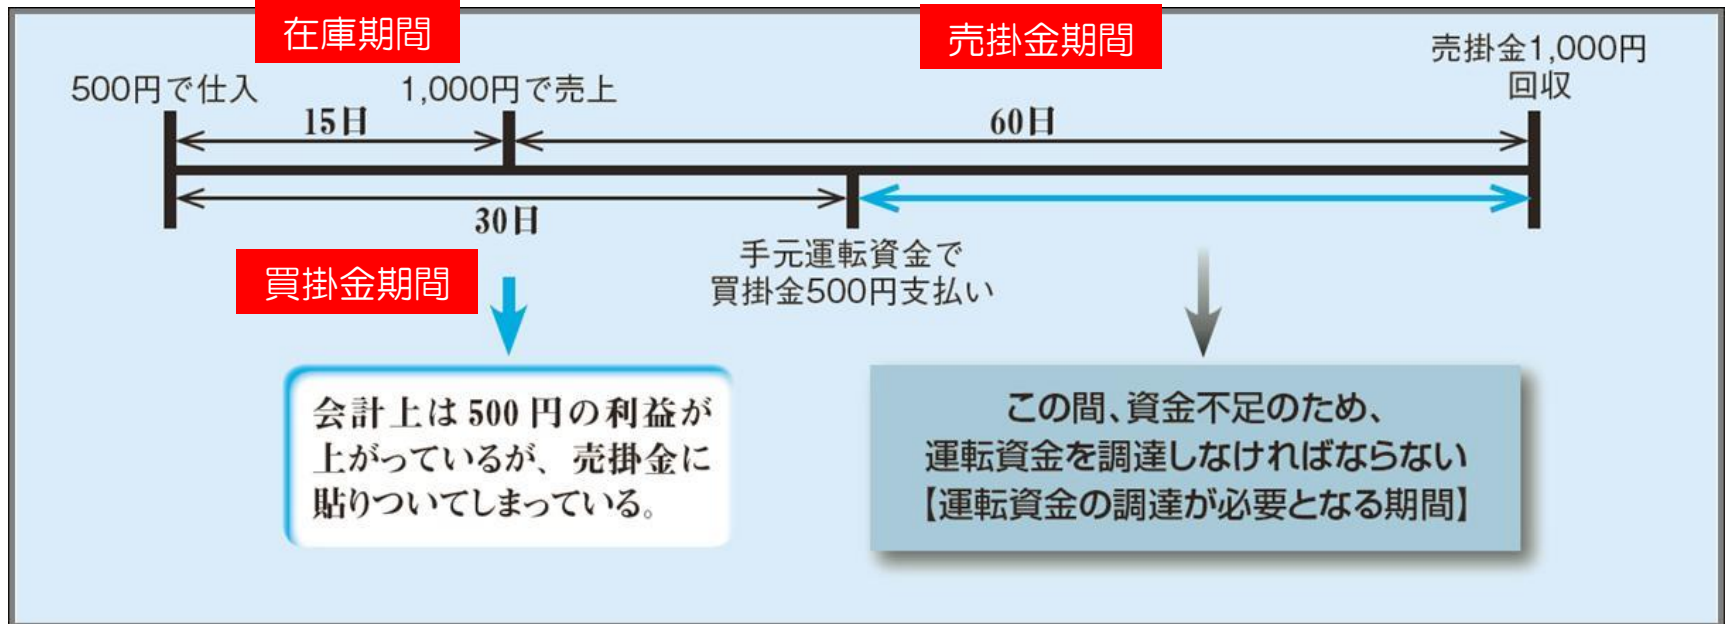 在庫期間
売掛金期間
500円で仕入
1,000円で売上
売掛金1,000円
回収
15日
60日
30日
買掛金期間
手元運転資金で
買掛金500円支払い
会計上は500円の利益が
上がっているが、売掛金に
貼りついてしまっている。
この間、資金不足のため、
運転資金を調達しなければならない
【運転資金の調達が必要となる期間】